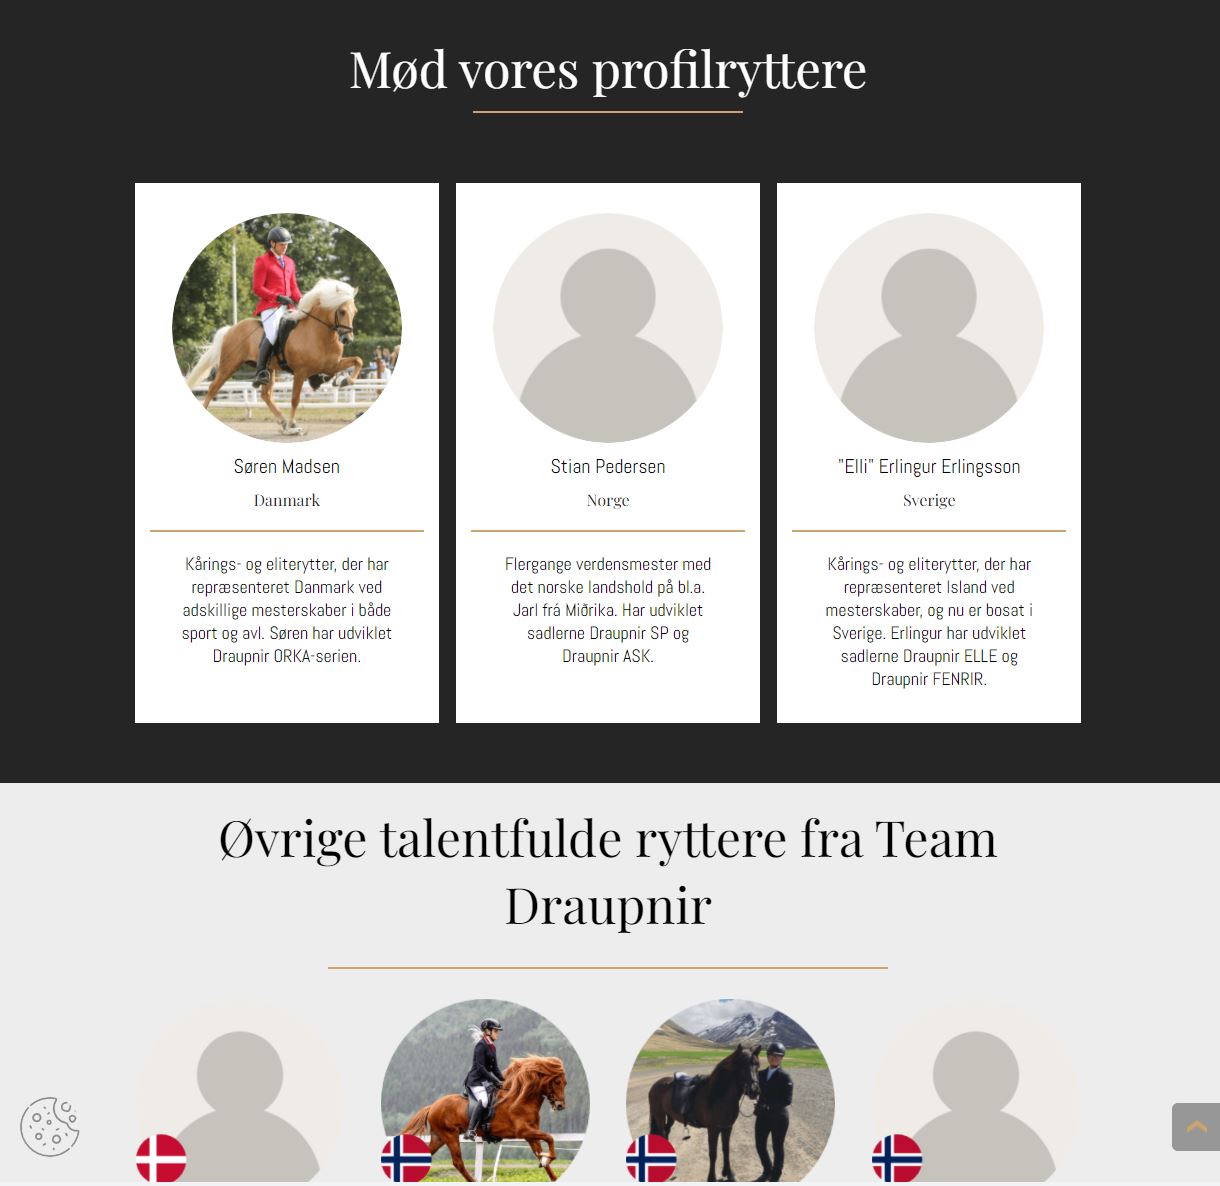 Mød vores profilryttere
Søren Madsen
Danmark
Kårings- og eliterytter, der har
repræsenteret Danmark ved
adskillige mesterskaber i både
sport og avl. Søren har udviklet
Draupnir ORKA-serien.
Stian Pedersen
Norge
Flergange verdensmester med
det norske landshold på bl.a.
Jarl frá Miðrika. Har udviklet
sadlerne Draupnir SP og
Draupnir ASK.
"Elli" Erlingur Erlingsson
Sverige
Kårings- og eliterytter, der har
repræsenteret Island ved
mesterskaber, og nu er bosat i
Sverige. Erlingur har udviklet
sadlerne Draupnir ELLE og
Draupnir FENRIR.
Øvrige talentfulde ryttere fra Team
Draupnir